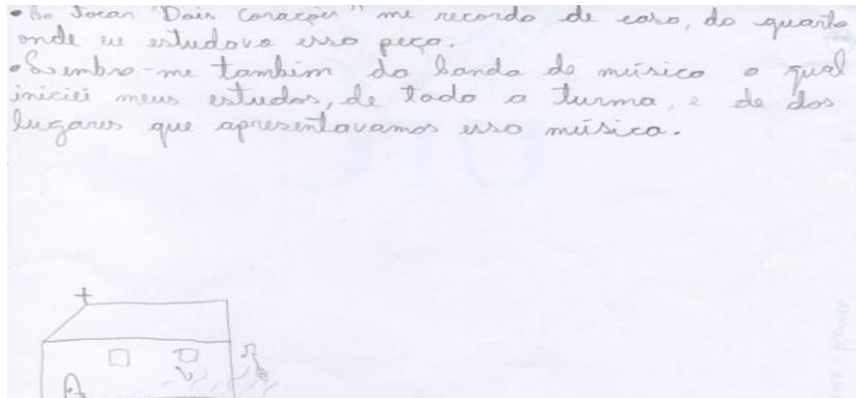 • Ao tocar "Dois Corações" me recordo de casa, do quarto
onde eu estudava essa peça.
• Lembro-me também da banda de música a qual
iniciei meus estudos, de toda a turma, e de dos
lugares que apresentavamos essa música.